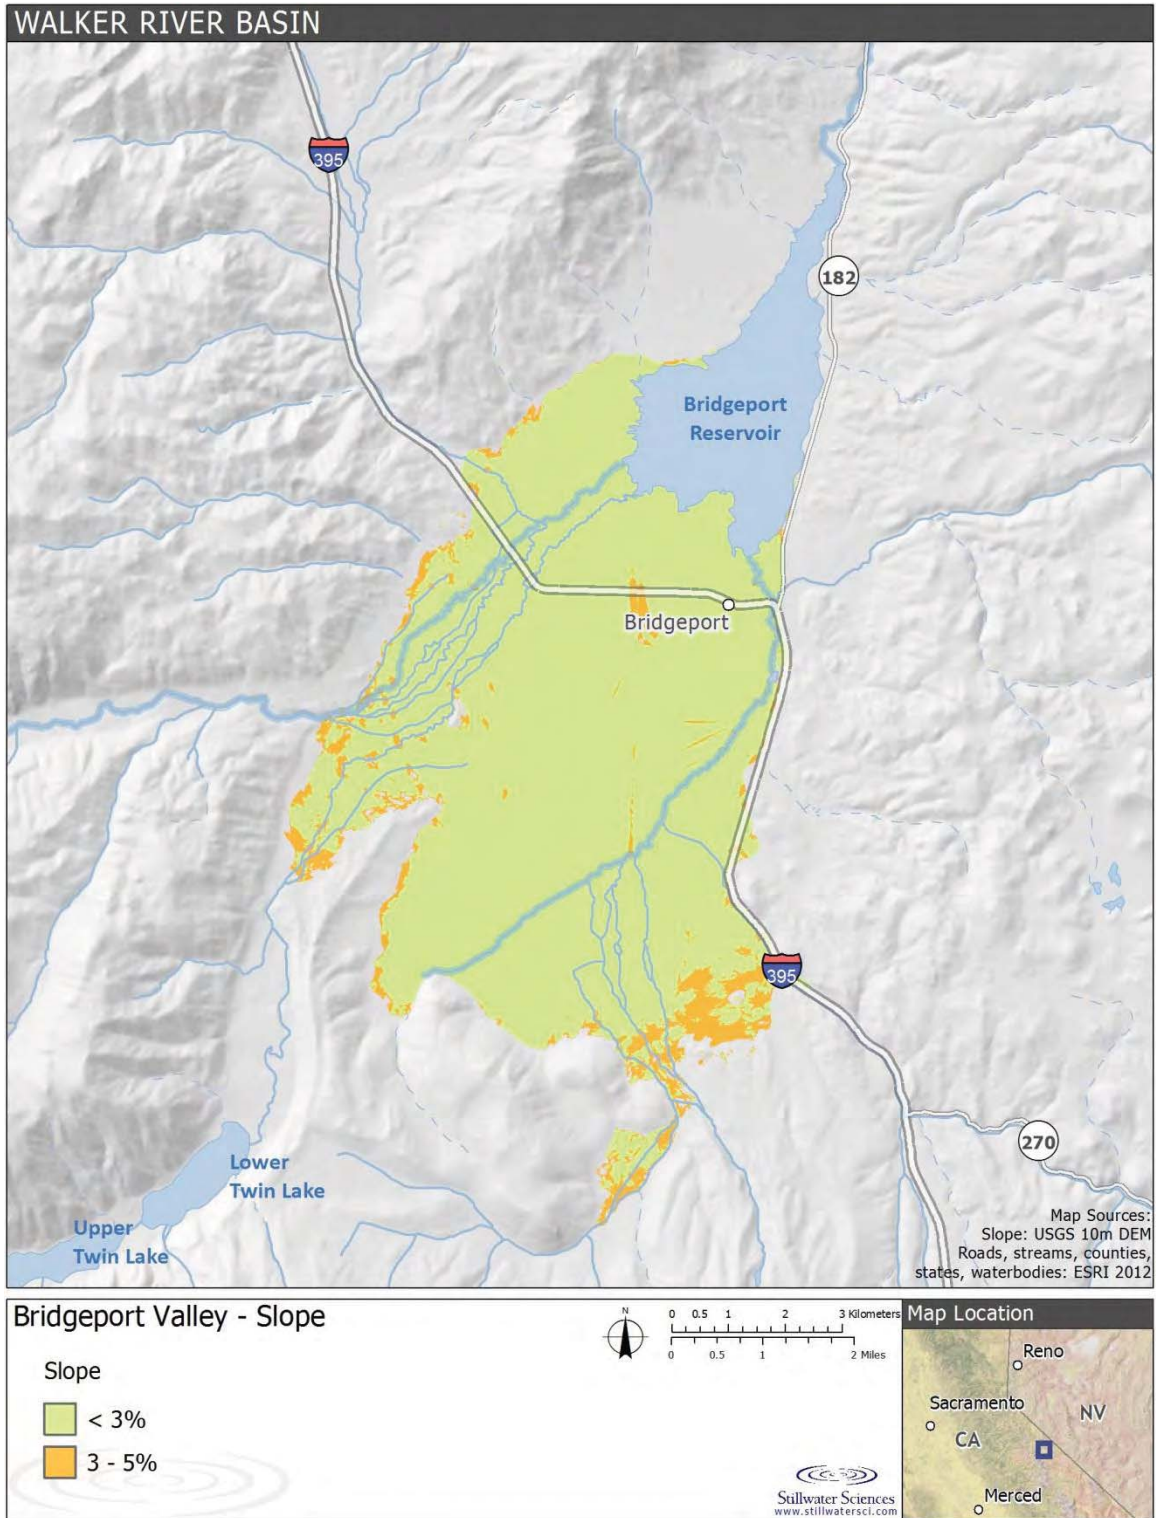 WALKER RIVER BASIN
395
182
Bridgeport
Reservoir
Bridgeport
395
270
Lower
Twin Lake
Upper
Twin Lake
Map Sources:
Slope: USGS 10m DEM
Roads, streams, counties,
states, waterbodies: ESRI 2012
Bridgeport Valley - Slope
Slope
< 3%
3 - 5%
N
0 0.5 1 2 3 Kilometers
0 0.5 1 2 Miles
Stillwater Sciences
www.stillwatersci.com
Map Location
Reno
Sacramento
NV
CA
Merced